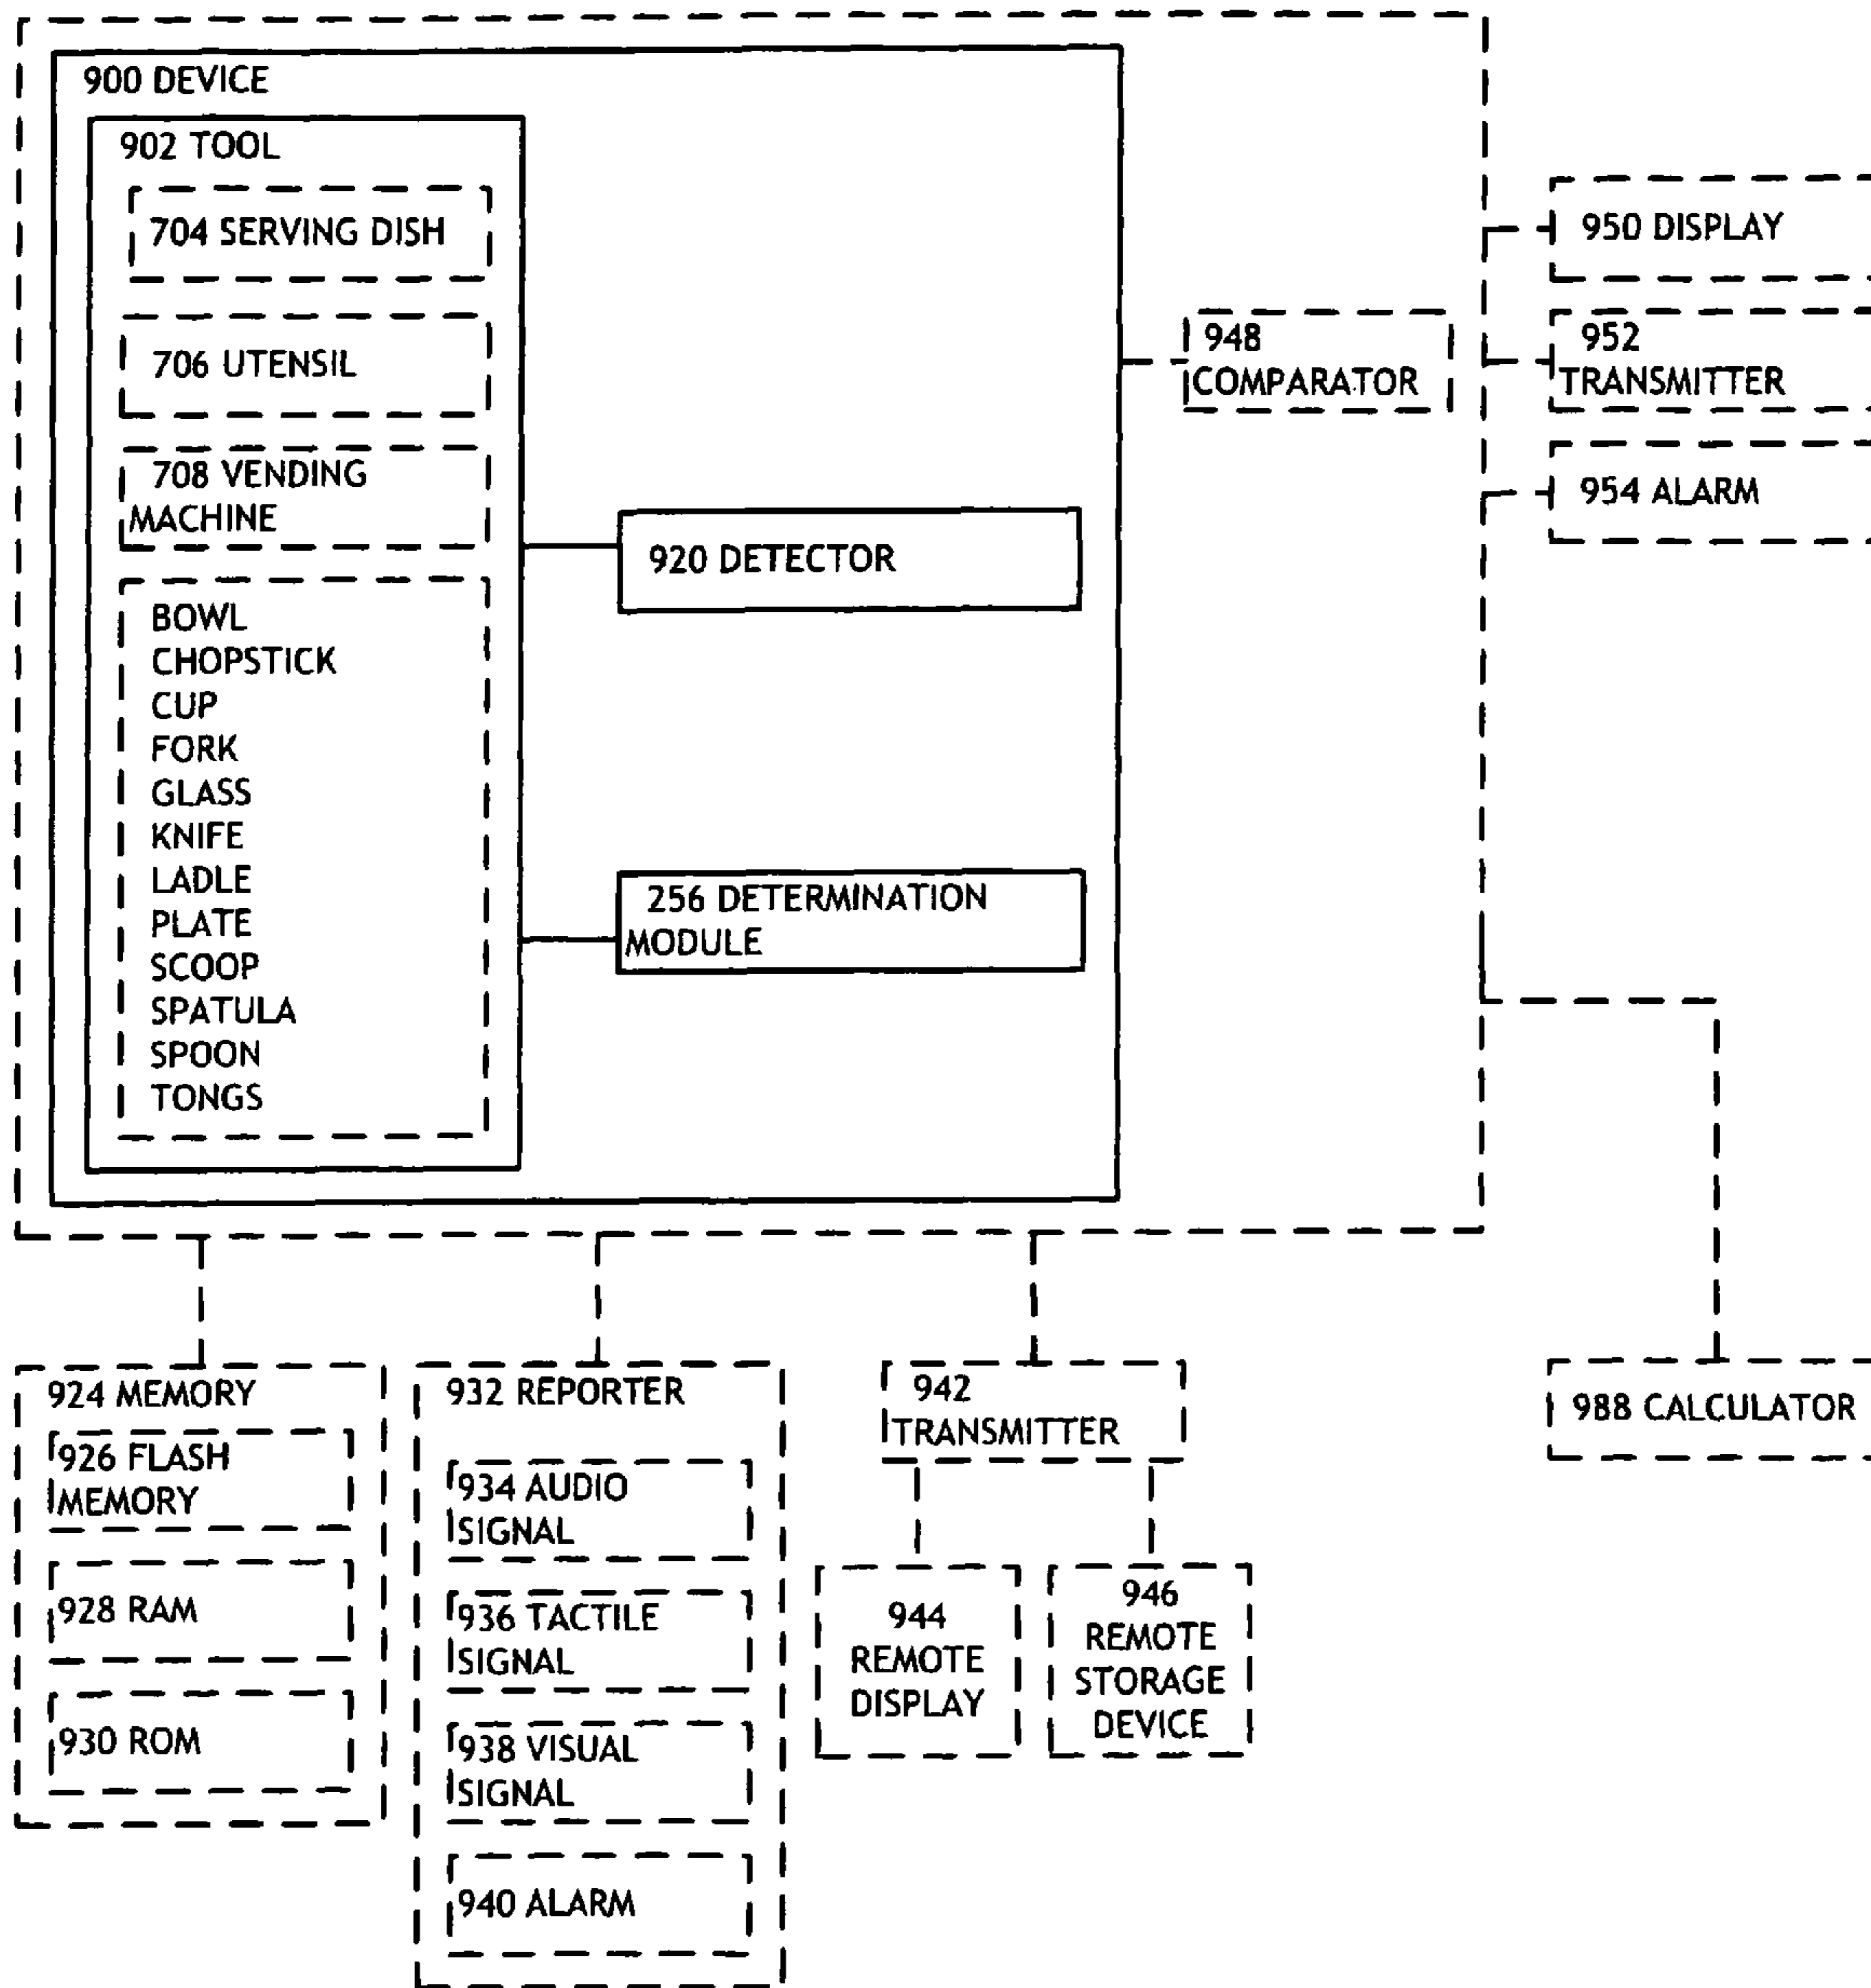 900 DEVICE
902 TOOL
704 SERVING DISH
706 UTENSIL
708 VENDING
MACHINE
BOWL
CHOPSTICK
CUP
FORK
GLASS
KNIFE
LADLE
PLATE
SCOOP
SPATULA
SPOON
TONGS
920 DETECTOR
256 DETERMINATION
MODULE
948
COMPARATOR
950 DISPLAY
952
TRANSMITTER
954 ALARM
924 MEMORY
926 FLASH
MEMORY
928 RAM
930 ROM
932 REPORTER
934 AUDIO
SIGNAL
936 TACTILE
SIGNAL
938 VISUAL
SIGNAL
940 ALARM
942
TRANSMITTER
944
REMOTE
DISPLAY
946
REMOTE
STORAGE
DEVICE
988 CALCULATOR